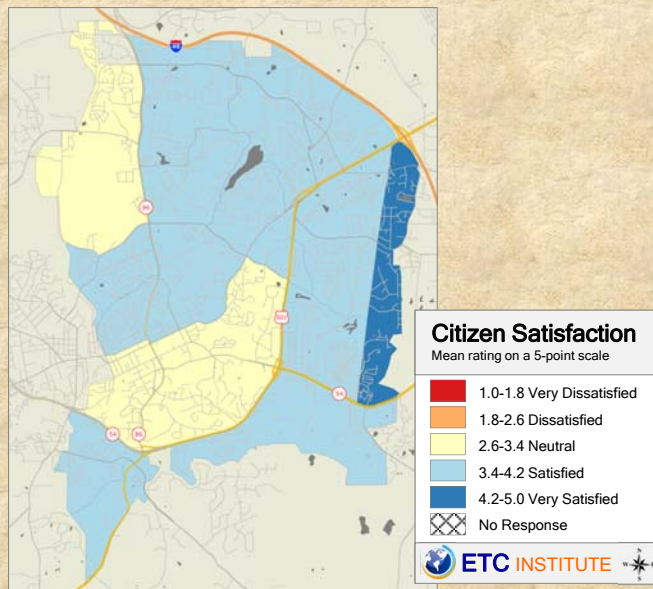 40
86
501
54
54
86
Citizen Satisfaction
Mean rating on a 5-point scale
1.0-1.8 Very Dissatisfied
1.8-2.6 Dissatisfied
2.6-3.4 Neutral
3.4-4.2 Satisfied
4.2-5.0 Very Satisfied
No Response
ETC INSTITUTE
N
W E
S